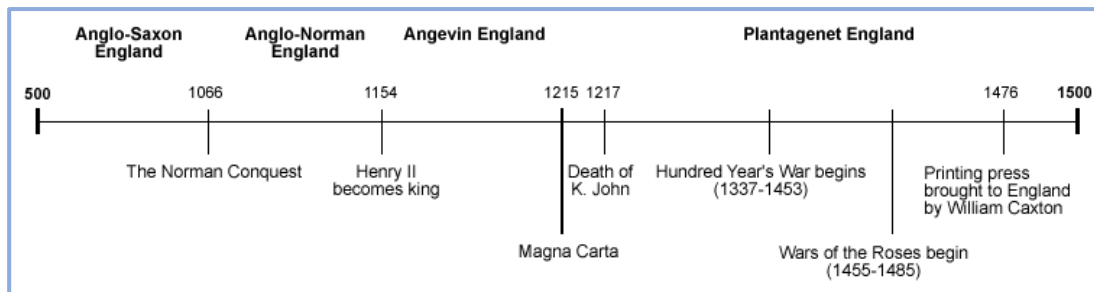 Anglo-Saxon
England
Anglo-Norman
England
Angevin England
Plantagenet England
500
1066
1154
1215
1217
1476
1500
The Norman Conquest
Henry II
becomes king
Magna Carta
Death of
K. John
Hundred Year's War begins
(1337-1453)
Wars of the Roses begin
(1455-1485)
Printing press
brought to England
by William Caxton